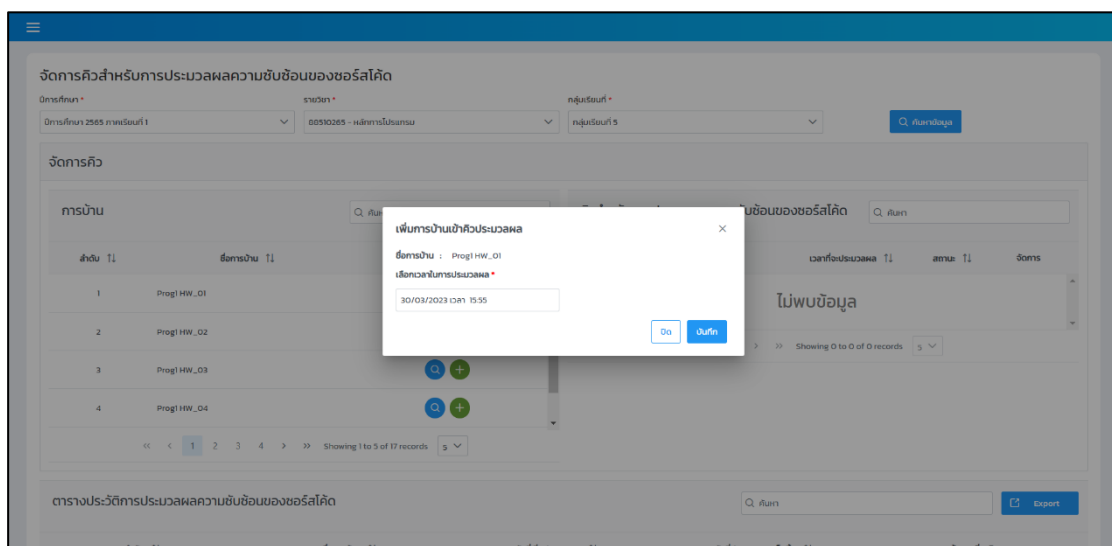 จัดการคิวสำหรับการประมวลผลความซับซ้อนของซอร์สโค้ด
ปีการศึกษา * รายวิชา * กลุ่มเรียนที่ *
ปีการศึกษา 2565 ภาคเรียนที่ 1 88510265 - หลักการโปรแกรม กลุ่มเรียนที่ 5 ค้นหาข้อมูล
จัดการคิว
การบ้าน ซับซ้อนของซอร์สโค้ด ค้นหา
เพิ่มการบ้านเข้าคิวประมวลผล
ชื่อการบ้าน : Prog1 HW_01
เลือกเวลาในการประมวลผล *
30/03/2023 เวลา 15:55
ปิด บันทึก
ลำดับ ชื่อการบ้าน เวลาที่จะประมวลผล สถานะ จัดการ
1 Prog1 HW_01 ไม่พบข้อมูล
2 Prog1 HW_02
> >> Showing 0 to 0 of 0 records 5
3 Prog1 HW_03
4 Prog1 HW_04
<< < 1 2 3 4 > >> Showing 1 to 5 of 17 records 5
ตารางประวัติการประมวลผลความซับซ้อนของซอร์สโค้ด ค้นหา Export